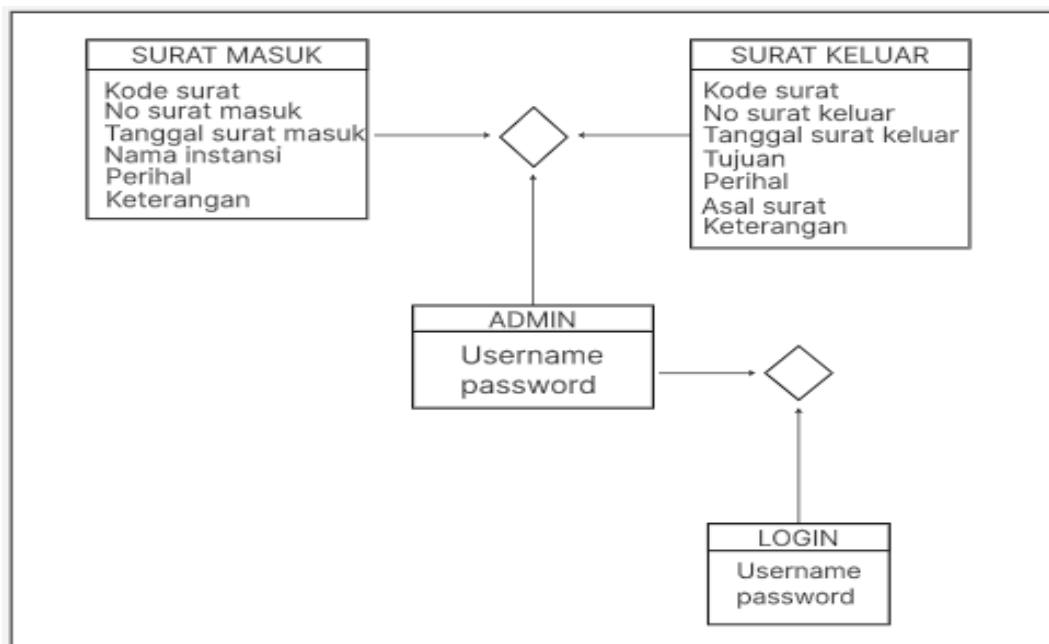 SURAT MASUK
Kode surat
No surat masuk
Tanggal surat masuk
Nama instansi
Perihal
Keterangan
SURAT KELUAR
Kode surat
No surat keluar
Tanggal surat keluar
Tujuan
Perihal
Asal surat
Keterangan
ADMIN
Username
password
LOGIN
Username
password